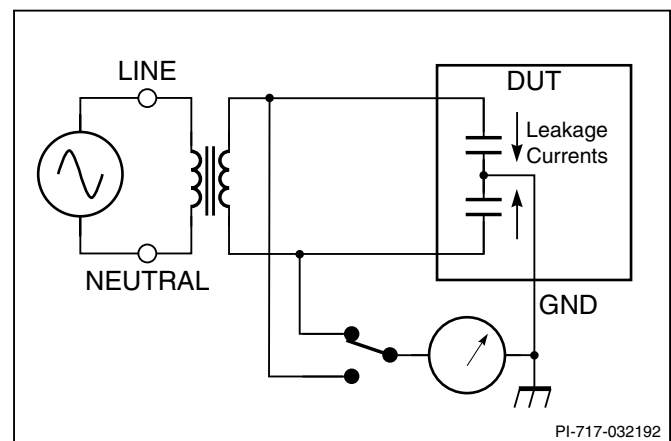 LINE
DUT
Leakage
Currents
NEUTRAL
GND
PI-717-032192